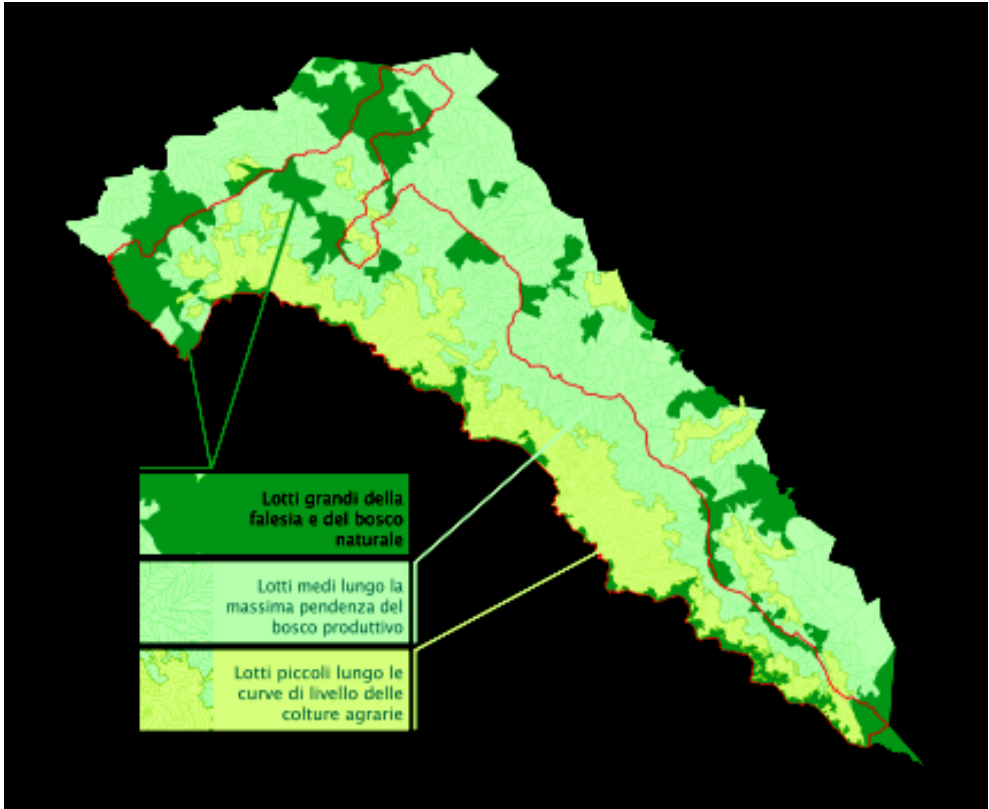 Lotti grandi della
falesia e del bosco
naturale
Lotti medi lungo la
massima pendenza del
bosco produttivo
Lotti piccoli lungo le
curve di livello delle
colture agrarie